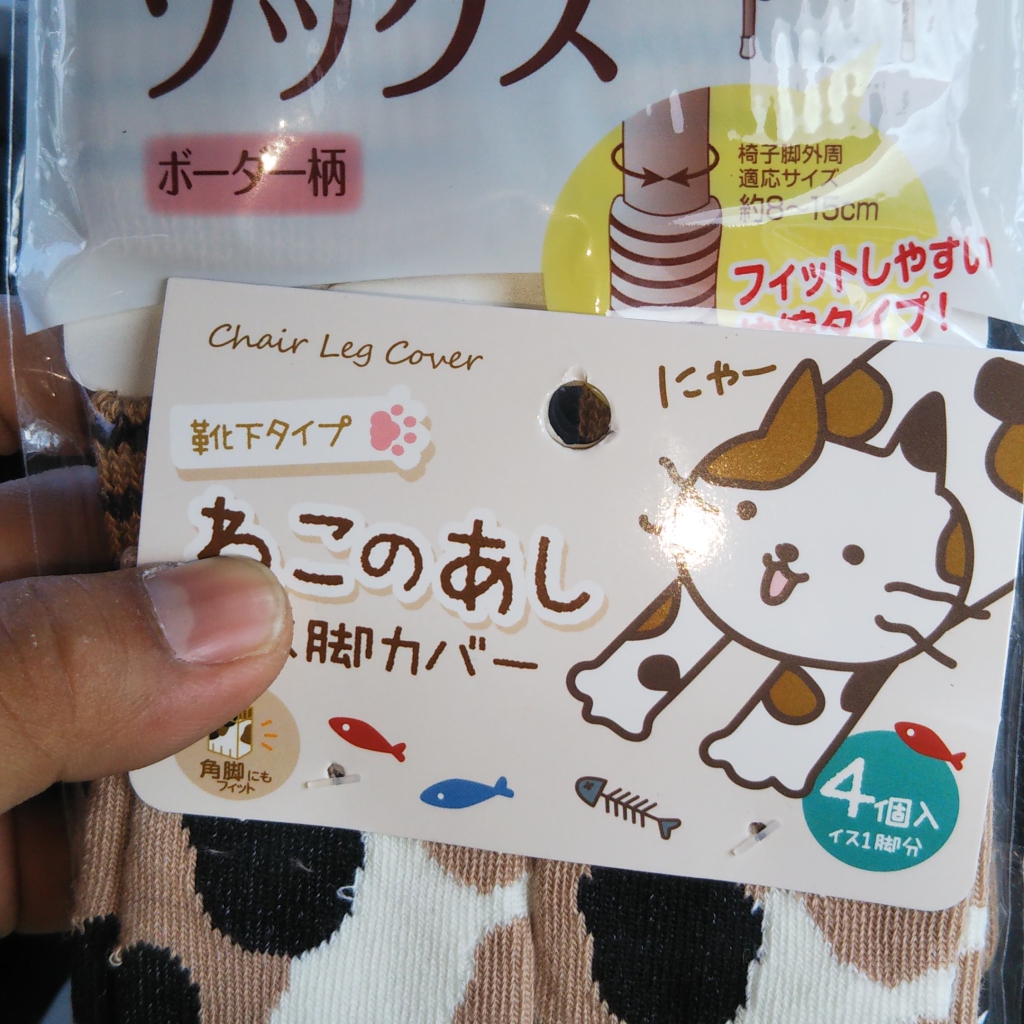 ソックス
ボーダー柄
椅子脚外周
適応サイズ
約8~15cm
フィットしやすい
タイプ!
Chair Leg Cover
にゃー
靴下タイプ
ねこのあし
脚カバー
角脚にも
フィット
4個入
イス1脚分